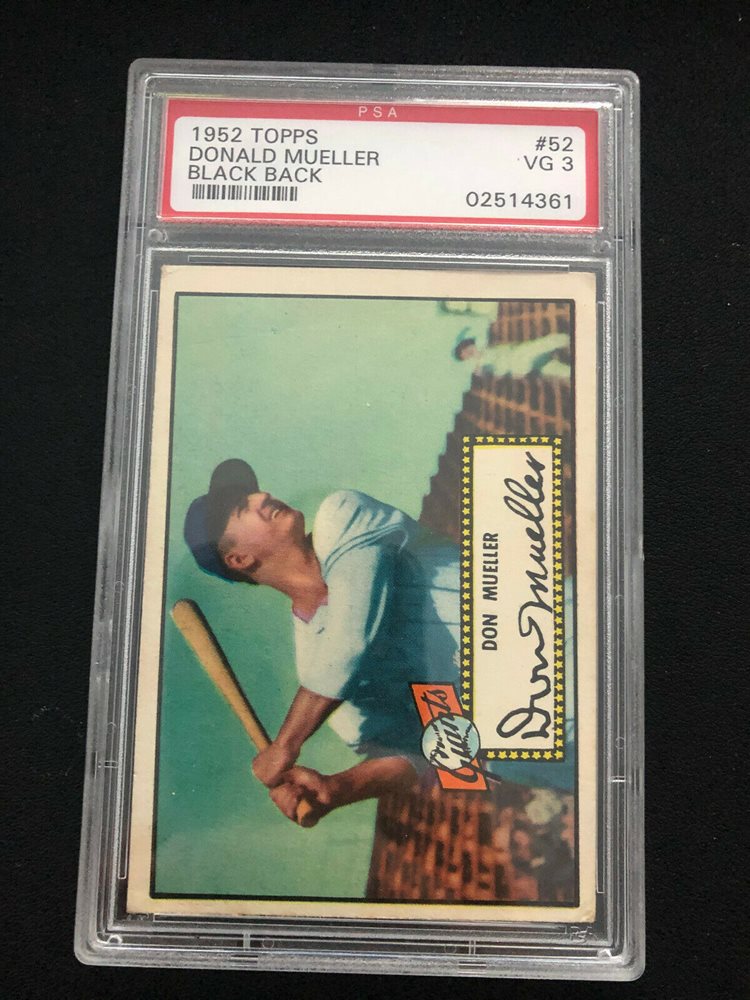 PSA
1952 TOPPS #52
DONALD MUELLER VG 3
BLACK BACK
02514361
Giants
DON MUELLER
Don Mueller